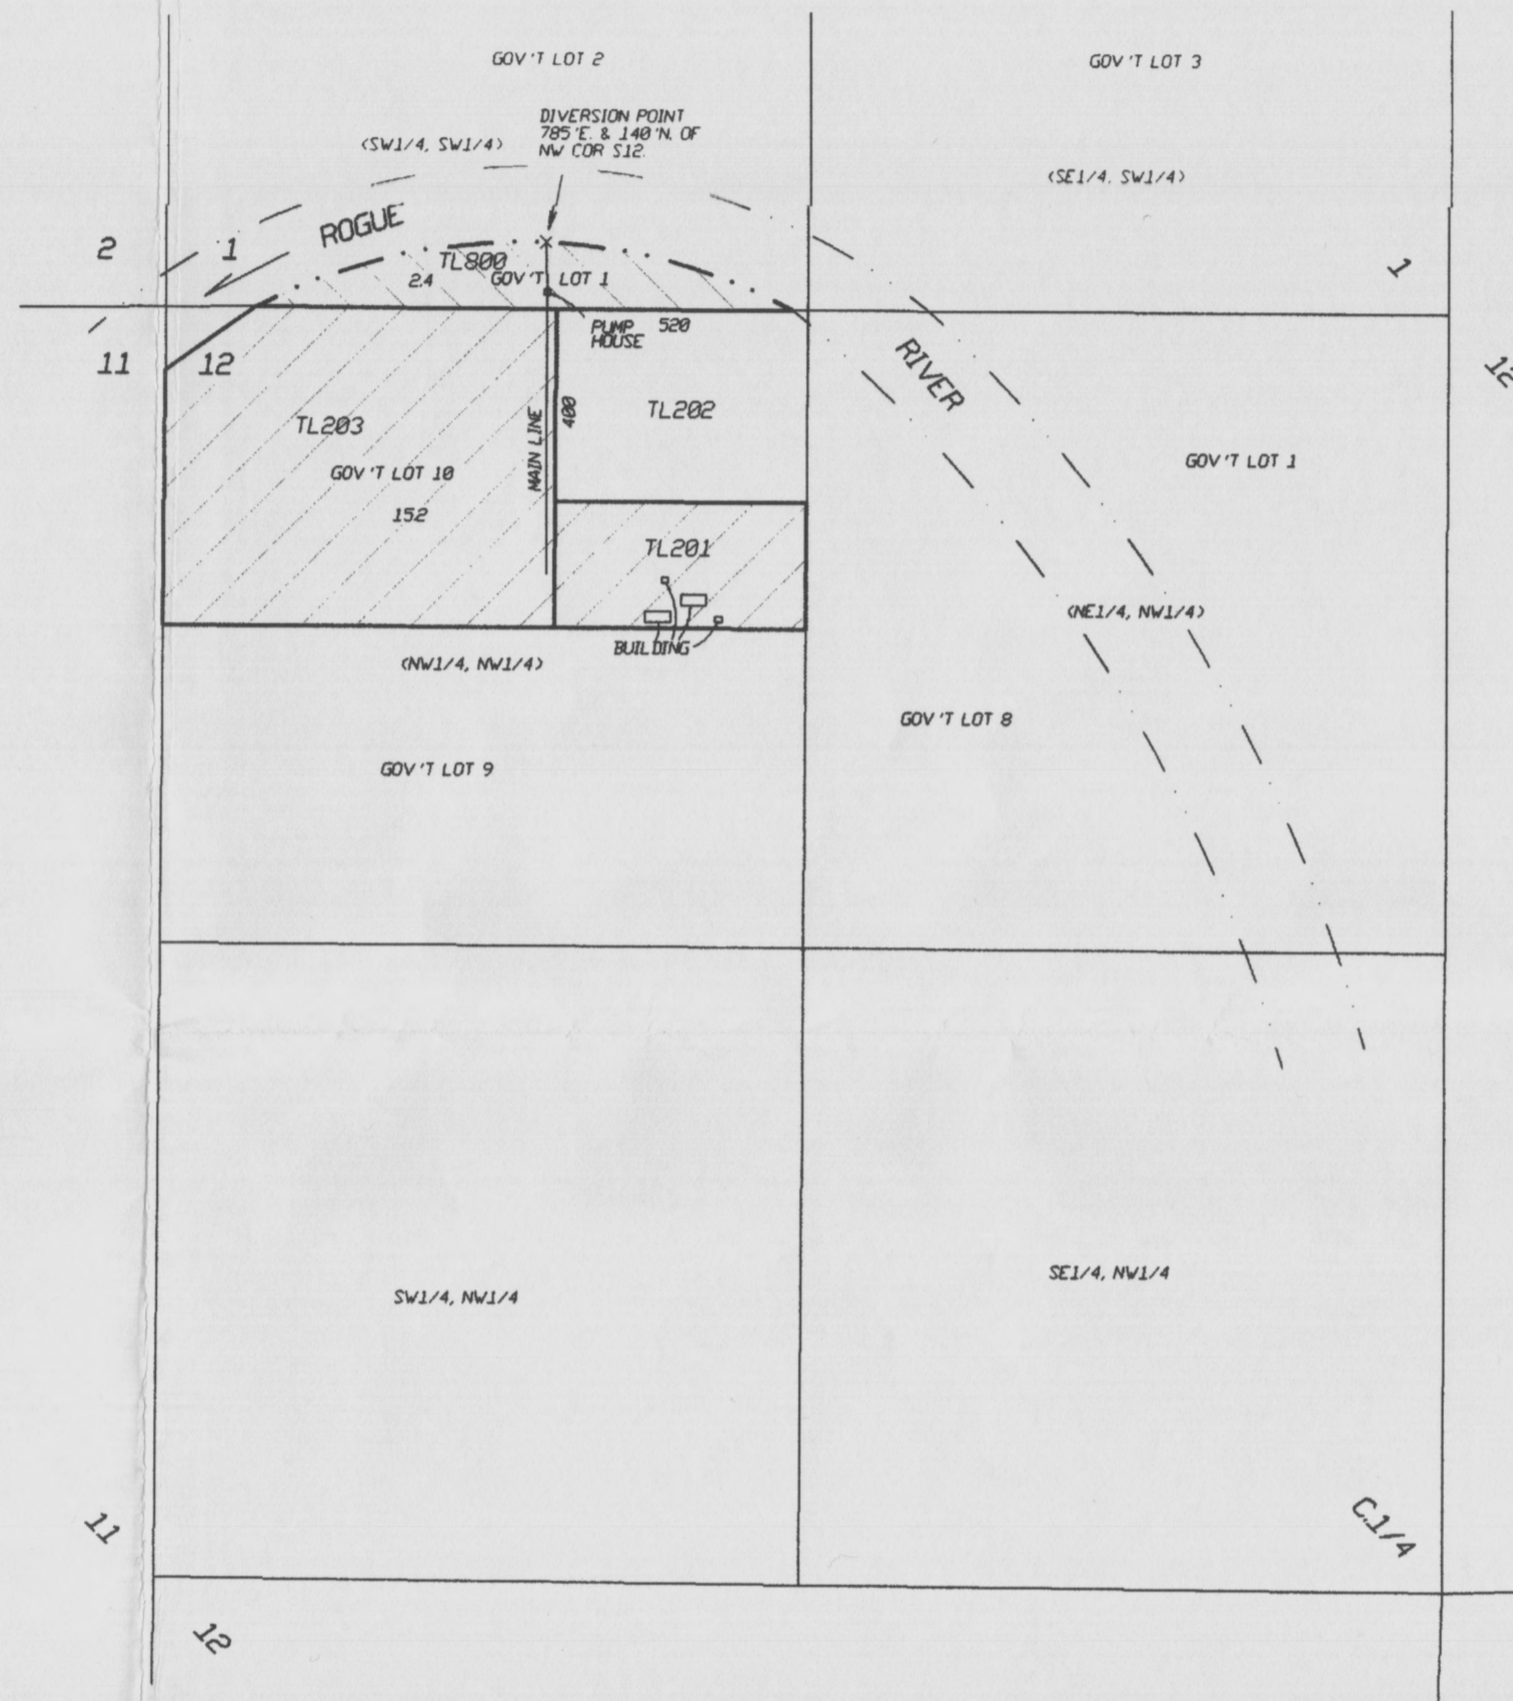 GOV'T LOT 2
GOV'T LOT 3
DIVERSION POINT
785'E. & 140'N. OF
NW COR S12.
(SW1/4, SW1/4)
(SE1/4, SW1/4)
ROGUE
2
1
TL800
2.4
GOV'T LOT 1
1
PUMP
HOUSE
520
11
12
RIVER
12
TL203
400
TL202
MAIN LINE
GOV'T LOT 10
GOV'T LOT 1
152
TL201
(NE1/4, NW1/4)
BUILDING
(NW1/4, NW1/4)
GOV'T LOT 8
GOV'T LOT 9
SW1/4, NW1/4
SE1/4, NW1/4
11
C.1/4
12